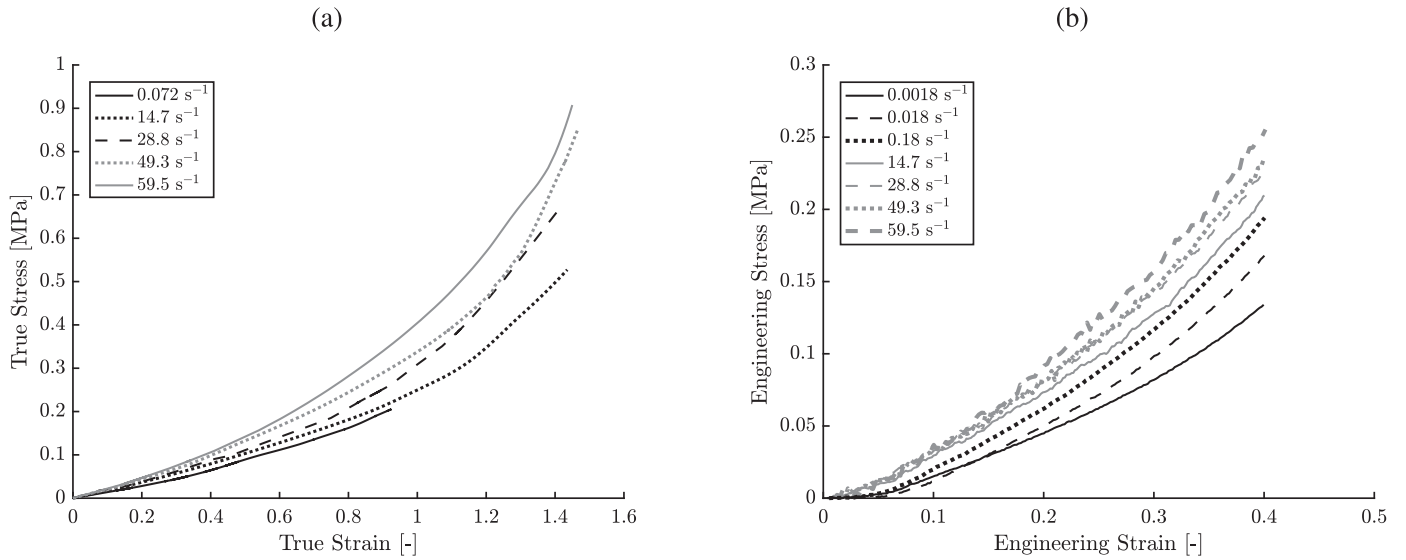 (a)
True Stress [MPa]
1
0.9
0.8
0.7
0.6
0.5
0.4
0.3
0.2
0.1
0
0.072 s⁻¹
14.7 s⁻¹
28.8 s⁻¹
49.3 s⁻¹
59.5 s⁻¹
0 0.2 0.4 0.6 0.8 1 1.2 1.4 1.6
True Strain [-]
(b)
Engineering Stress [MPa]
0.3
0.25
0.2
0.15
0.1
0.05
0
0.0018 s⁻¹
0.018 s⁻¹
0.18 s⁻¹
14.7 s⁻¹
28.8 s⁻¹
49.3 s⁻¹
59.5 s⁻¹
0 0.1 0.2 0.3 0.4 0.5
Engineering Strain [-]